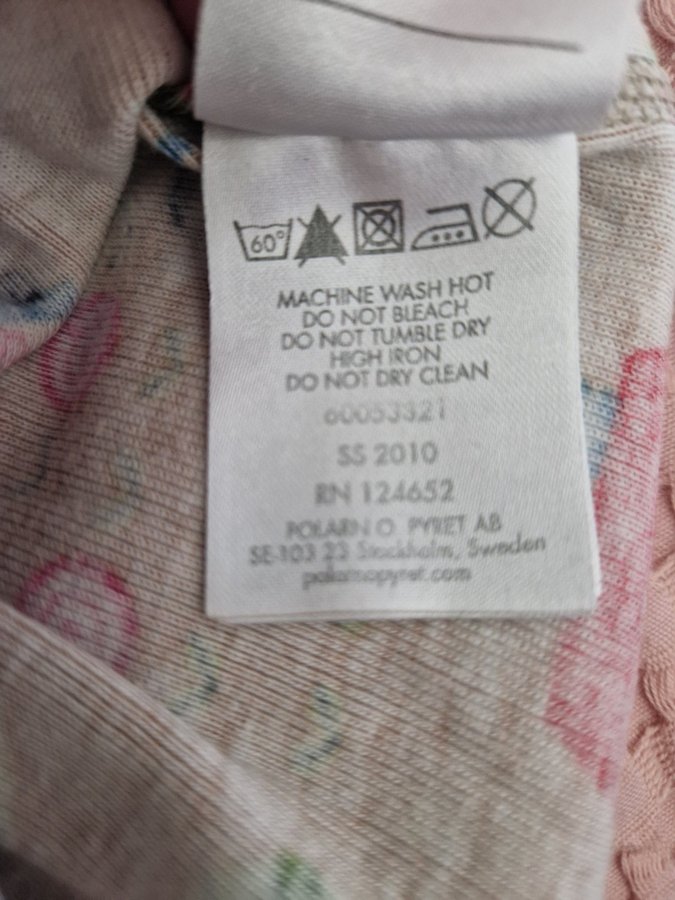 60°
MACHINE WASH HOT
DO NOT BLEACH
DO NOT TUMBLE DRY
HIGH IRON
DO NOT DRY CLEAN
60053321
SS 2010
RN 124652
POLARN O. PYRET AB
SE-103 23 Stockholm, Sweden
polarnopyret.com